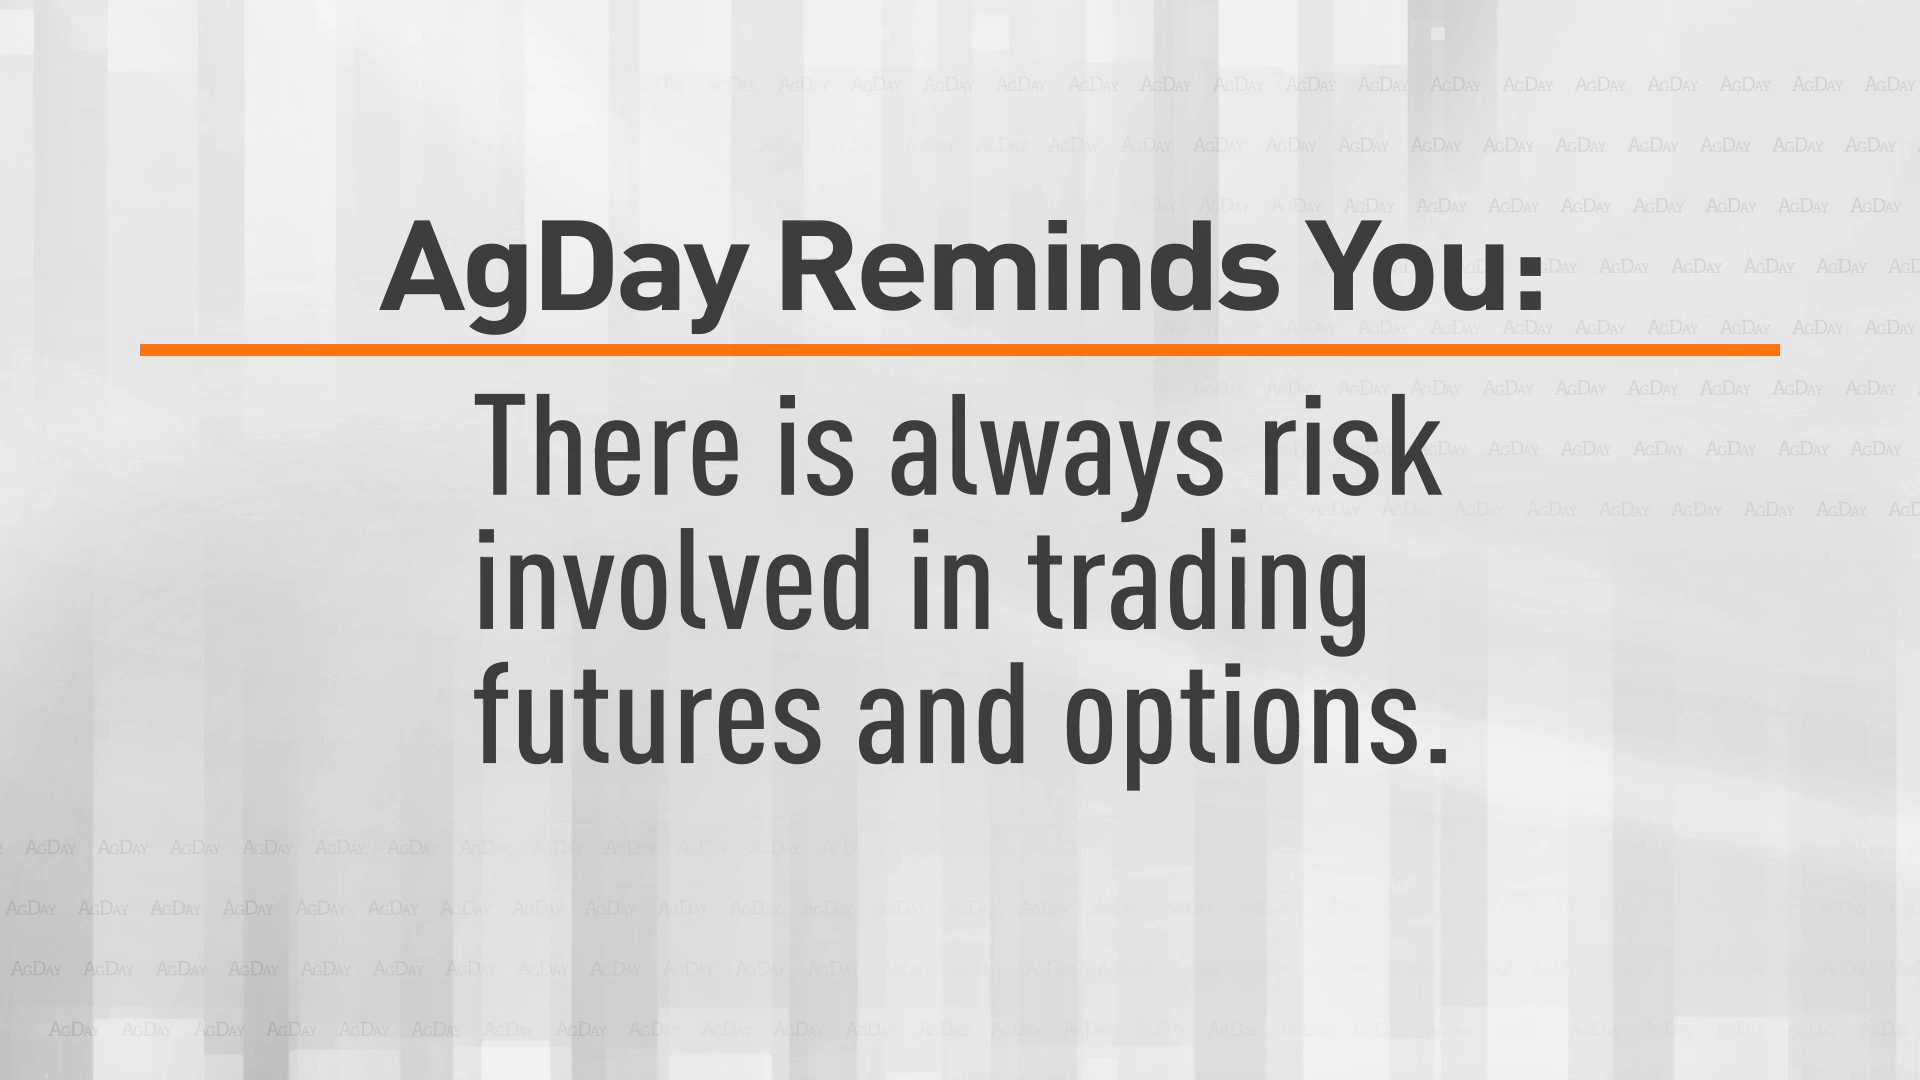 AgDay Reminds You:
There is always risk
involved in trading
futures and options.